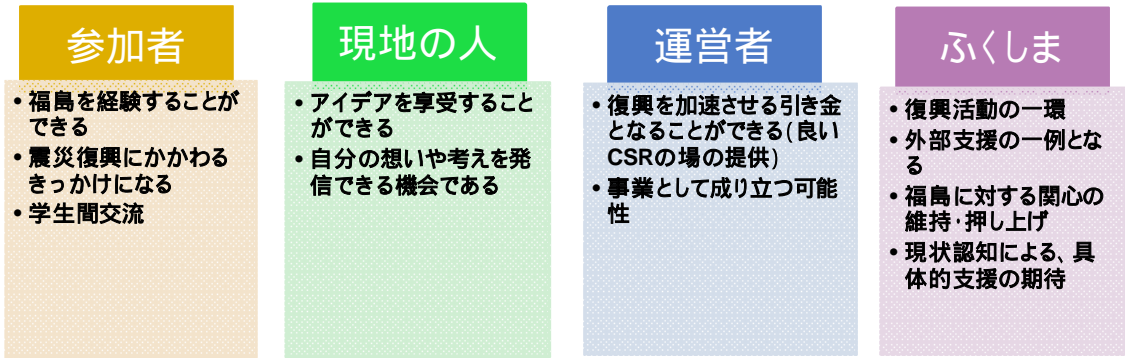 参加者
・福島を経験することが
できる
・震災復興にかかわる
きっかけになる
・学生間交流
現地の人
・アイデアを享受すること
ができる
・自分の想いや考えを発
信できる機会である
運営者
・復興を加速させる引き金
となることができる(良い
CSRの場の提供)
・事業として成り立つ可能
性
ふくしま
・復興活動の一環
・外部支援の一例とな
る
・福島に対する関心の
維持・押し上げ
・現状認知による、具
体的支援の期待